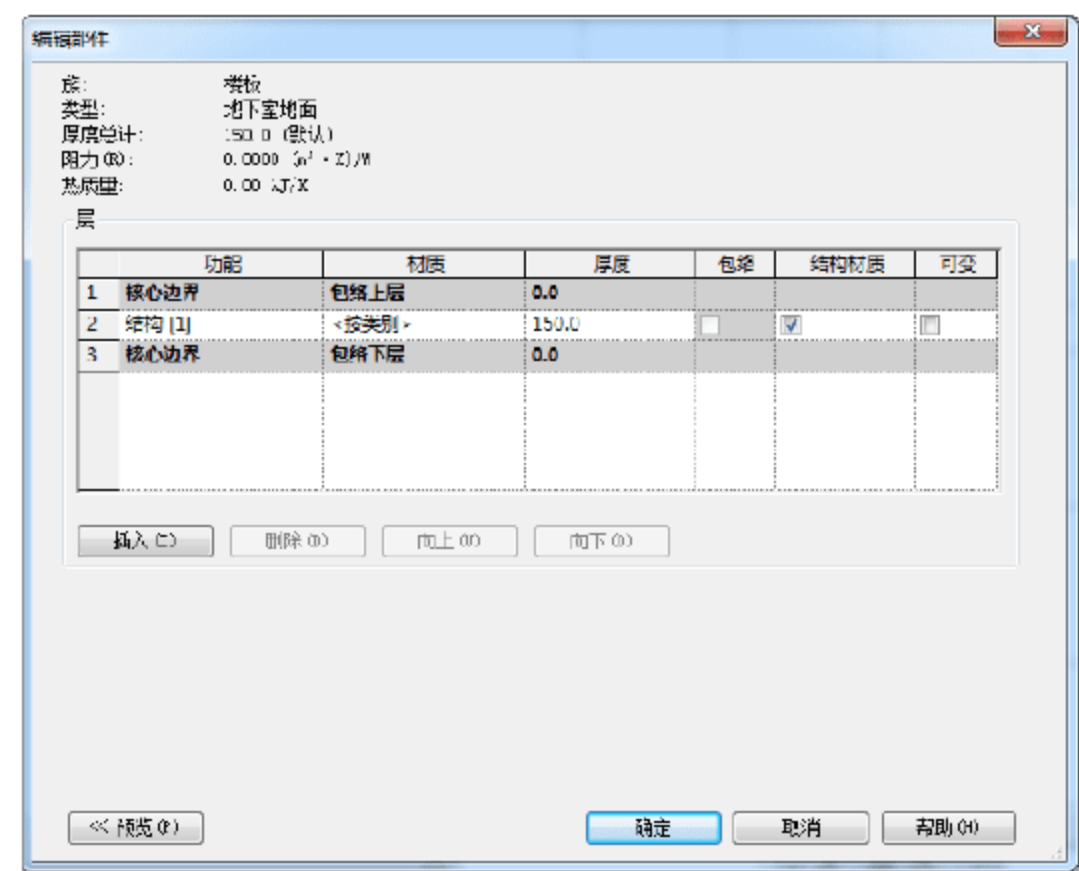 编辑部件
族: 楼板
类型: 地下室地面
厚度总计: 150.0 (默认)
阻力(R): 0.0000 (m²·K)/W
热质量: 0.00 kJ/K
层
功能 材质 厚度 包络 结构材质 可变
1 核心边界 包络上层 0.0
2 结构 [1] <按类别> 150.0
3 核心边界 包络下层 0.0
插入(I) 删除(D) 向上(U) 向下(O)
<< 预览(P) 确定 取消 帮助(H)